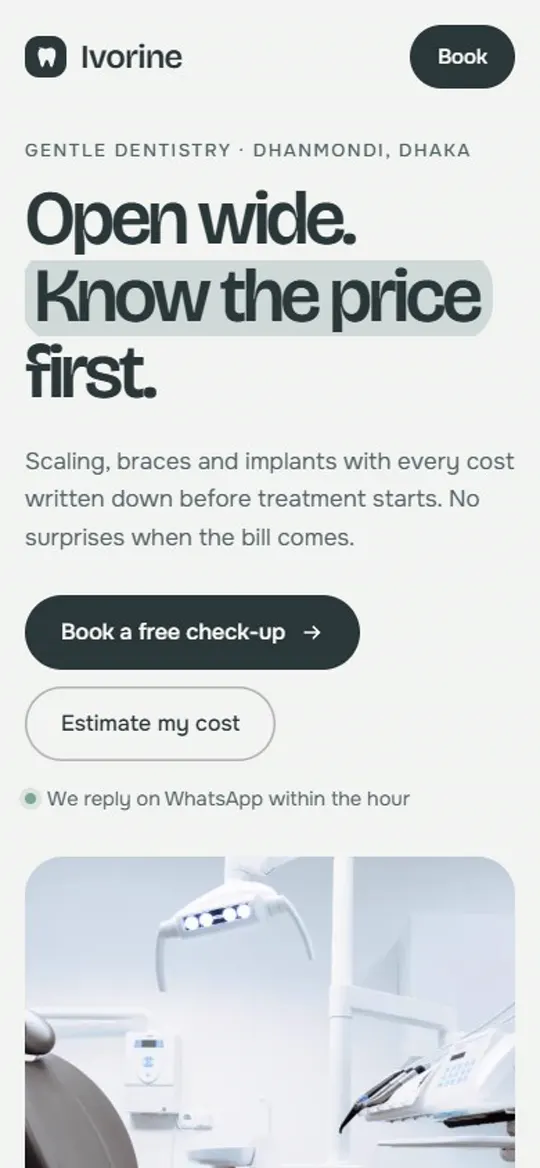 Ivorine
Book
GENTLE DENTISTRY · DHANMONDI, DHAKA
Open wide.
Know the price
first.
Scaling, braces and implants with every cost
written down before treatment starts. No
surprises when the bill comes.
Book a free check-up →
Estimate my cost
We reply on WhatsApp within the hour